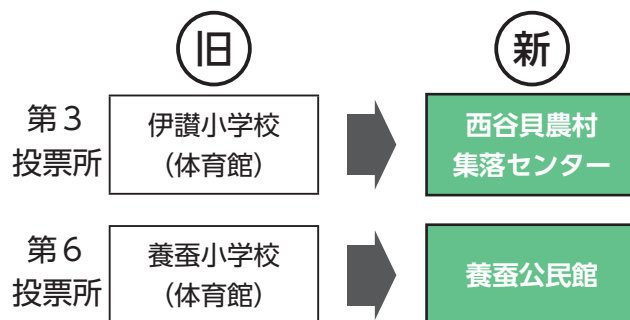 旧
新
第3
投票所
伊讃小学校
（体育館）
西谷貝農村
集落センター
第6
投票所
養蚕小学校
（体育館）
養蚕公民館